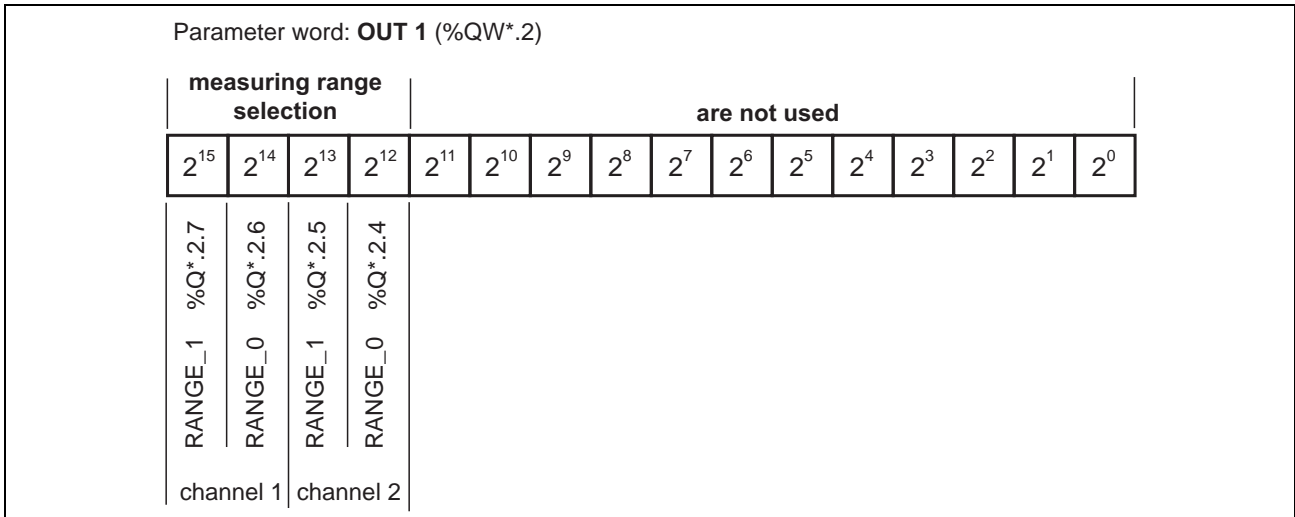 Parameter word: OUT 1 (%QW*.2)
measuring range
selection
are not used
2^15 2^14 2^13 2^12 2^11 2^10 2^9 2^8 2^7 2^6 2^5 2^4 2^3 2^2 2^1 2^0
RANGE_1 %Q*.2.7
RANGE_0 %Q*.2.6
RANGE_1 %Q*.2.5
RANGE_0 %Q*.2.4
channel 1 channel 2